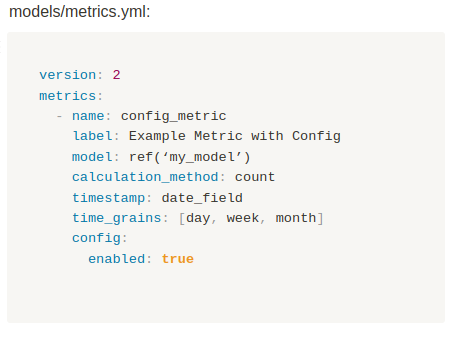 models/metrics.yml:
version: 2
metrics:
  - name: config_metric
    label: Example Metric with Config
    model: ref(‘my_model’)
    calculation_method: count
    timestamp: date_field
    time_grains: [day, week, month]
    config:
      enabled: true